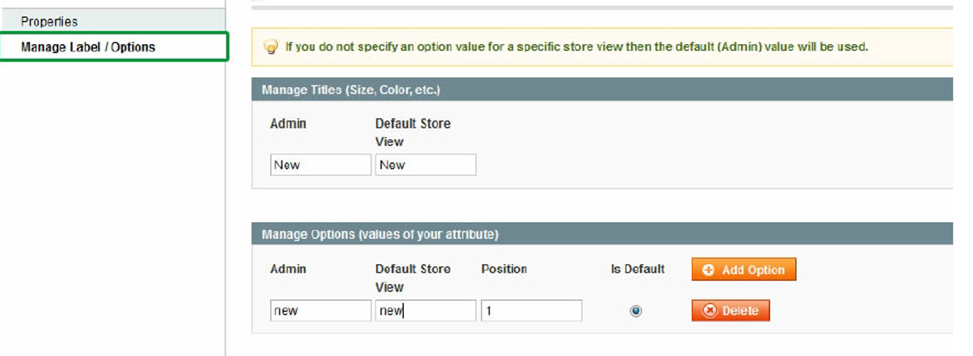 Properties
Manage Label / Options
If you do not specify an option value for a specific store view then the default (Admin) value will be used.
Manage Titles (Size, Color, etc.)
Admin Default Store
View
New New
Manage Options (values of your attribute)
Admin Default Store Position Is Default Add Option
View
new new 1 Delete